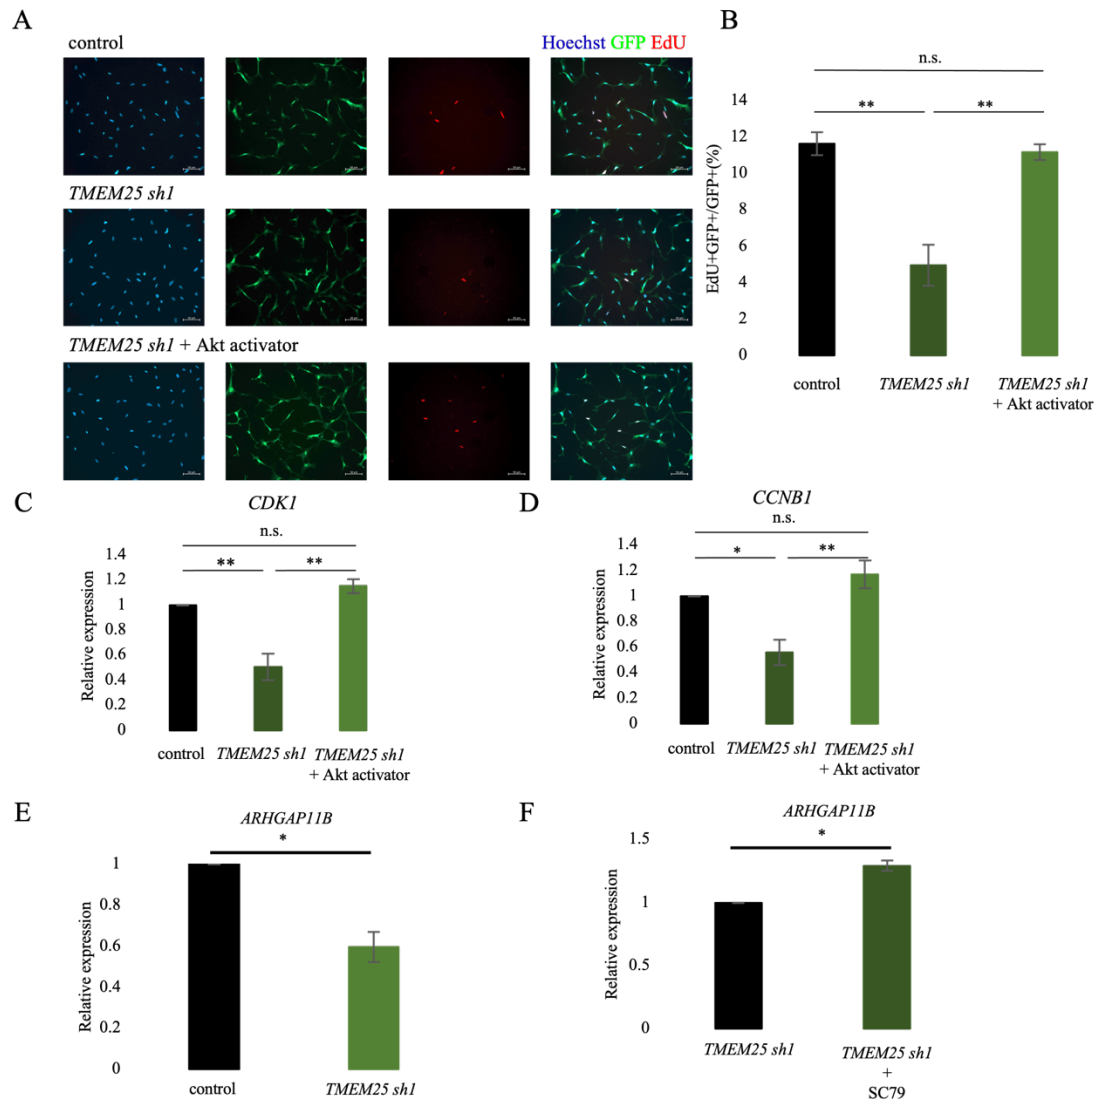 A
control
Hoechst GFP EdU
TMEM25 sh1
TMEM25 sh1 + Akt activator
B
n.s.
** **
EdU+GFP+/GFP+(%)
14
12
10
8
6
4
2
0
control
TMEM25 sh1
TMEM25 sh1
+ Akt activator
C
CDK1
n.s.
** **
Relative expression
1.4
1.2
1
0.8
0.6
0.4
0.2
0
control
TMEM25 sh1
TMEM25 sh1
+ Akt activator
D
CCNB1
n.s.
* **
Relative expression
1.4
1.2
1
0.8
0.6
0.4
0.2
0
control
TMEM25 sh1
TMEM25 sh1
+ Akt activator
E
ARHGAP11B
*
Relative expression
1
0.8
0.6
0.4
0.2
0
control
TMEM25 sh1
F
ARHGAP11B
*
Relative expression
1.5
1
0.5
0
TMEM25 sh1
TMEM25 sh1
+
SC79